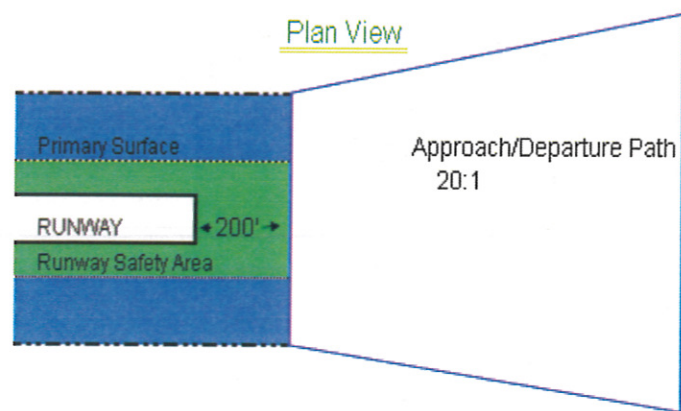 Plan View
Primary Surface
Approach/Departure Path
20:1
RUNWAY
200'
Runway Safety Area